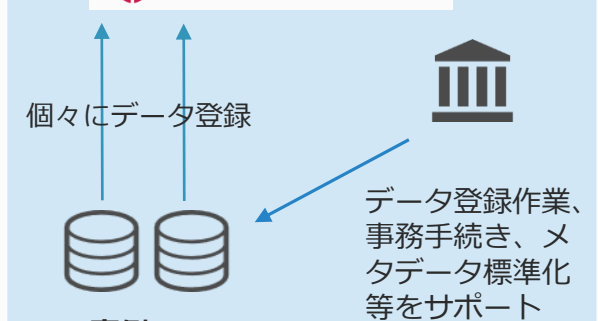 個々にデータ登録
データ登録作業、
事務手続き、メ
タデータ標準化
等をサポート